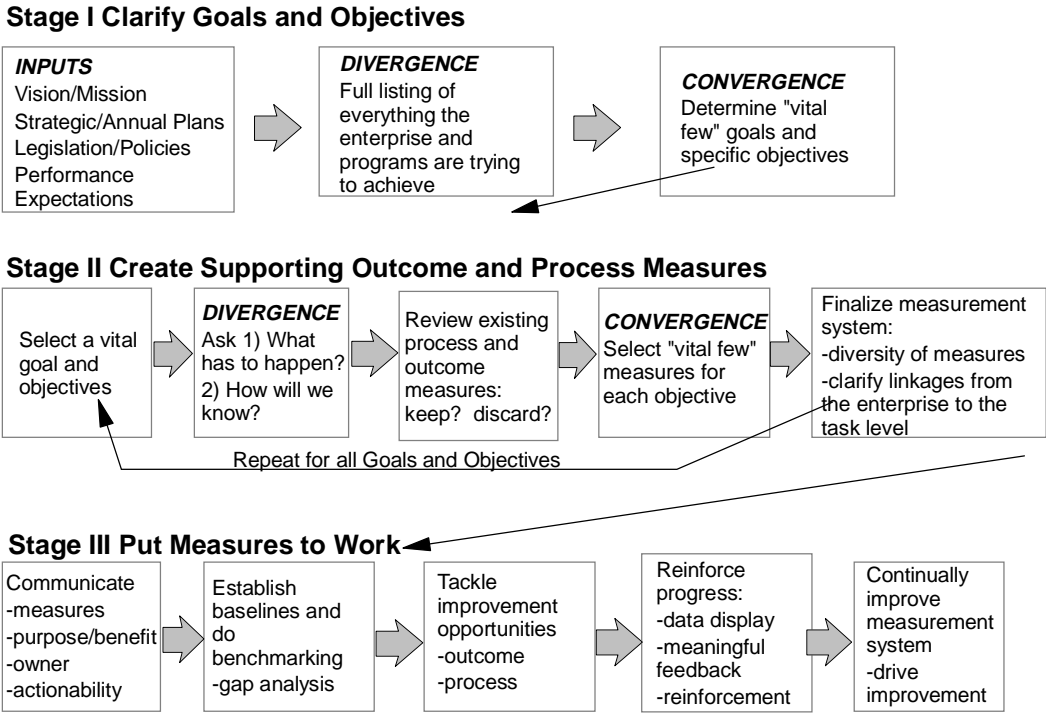 Stage I Clarify Goals and Objectives
INPUTS
Vision/Mission
Strategic/Annual Plans
Legislation/Policies
Performance
Expectations
DIVERGENCE
Full listing of
everything the
enterprise and
programs are trying
to achieve
CONVERGENCE
Determine "vital
few" goals and
specific objectives
Stage II Create Supporting Outcome and Process Measures
Select a vital
goal and
objectives
DIVERGENCE
Ask 1) What
has to happen?
2) How will we
know?
Review existing
process and
outcome
measures:
keep?  discard?
CONVERGENCE
Select "vital few"
measures for
each objective
Finalize measurement
system:
-diversity of measures
-clarify linkages from
the enterprise to the
task level
Repeat for all Goals and Objectives
Stage III Put Measures to Work
Communicate
-measures
-purpose/benefit
-owner
-actionability
Establish
baselines and
do
benchmarking
-gap analysis
Tackle
improvement
opportunities
-outcome
-process
Reinforce
progress:
-data display
-meaningful
feedback
-reinforcement
Continually
improve
measurement
system
-drive
improvement